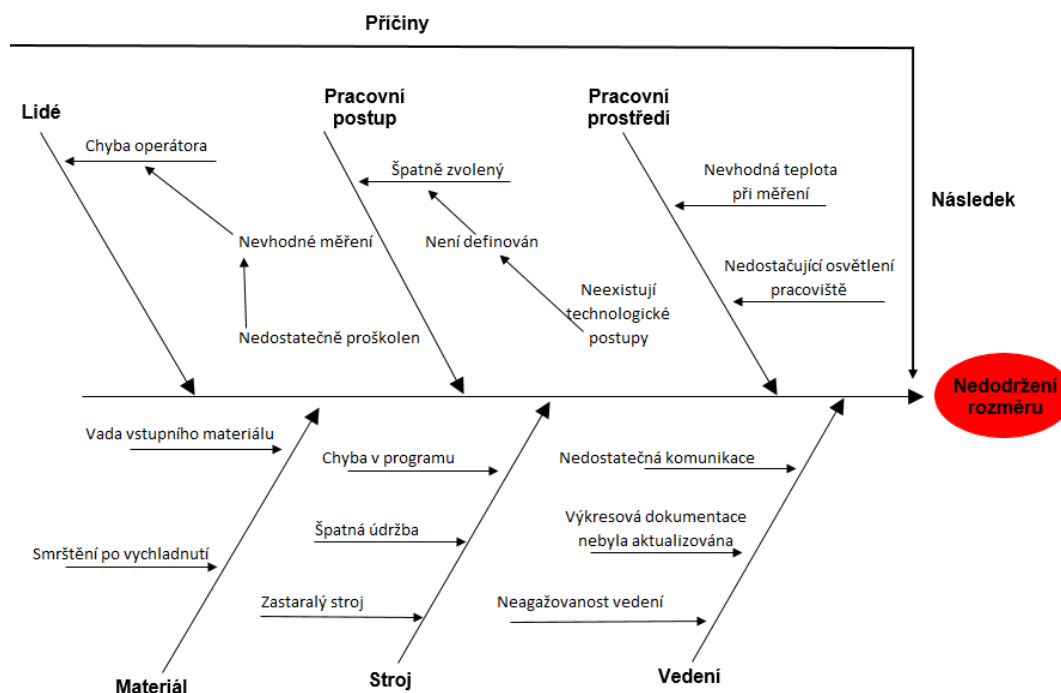 Příčiny
Lidé
Pracovní
postup
Pracovní
prostředí
Chyba operátora
Špatně zvolený
Nevhodná teplota
při měření
Následek
Nevhodné měření
Není definován
Nedostačující osvětlení
pracoviště
Neexistují
technologické
postupy
Nedostatečně proškolen
Nedodržení
rozměru
Vada vstupního materiálu
Chyba v programu
Nedostatečná komunikace
Výkresová dokumentace
nebyla aktualizována
Špatná údržba
Smrštění po vychladnutí
Zastaralý stroj
Neagažovanost vedení
Materiál
Stroj
Vedení